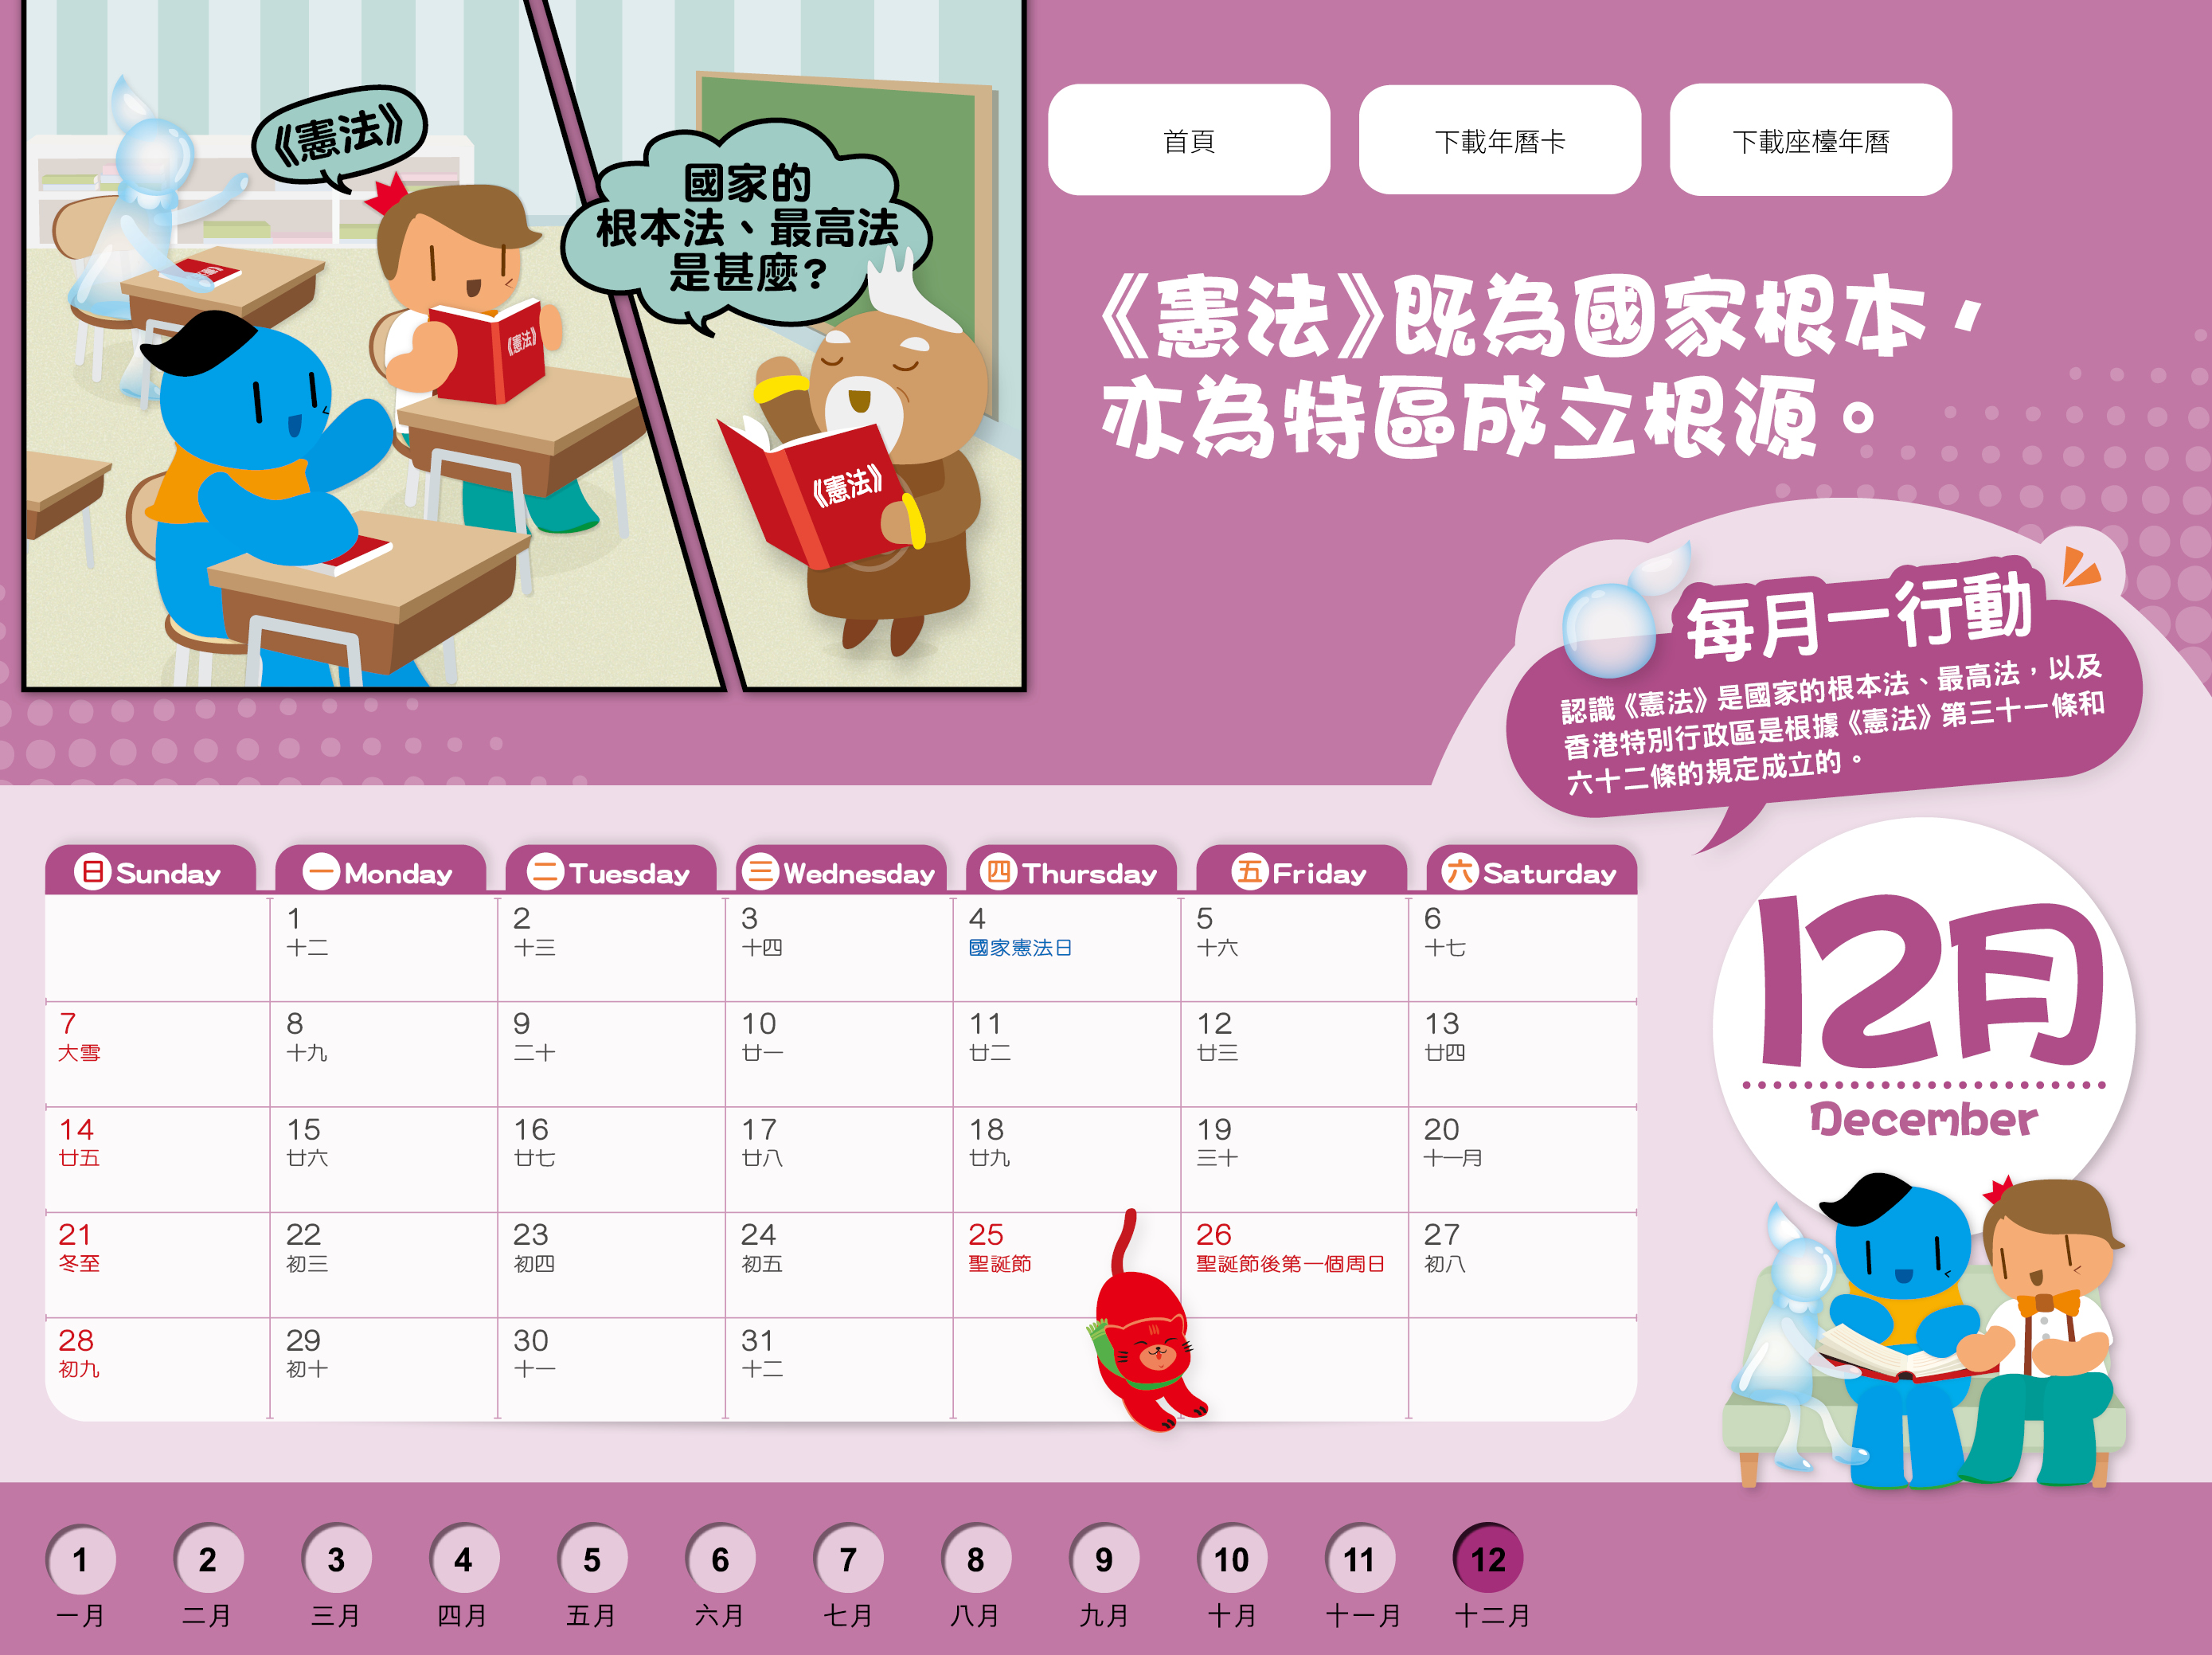 《憲法》
國家的
根本法、最高法
是甚麼?
《憲法》
《憲法》
首頁
下載年曆卡
下載座檯年曆
《憲法》既為國家根本，
亦為特區成立根源。
每月一行動
認識《憲法》是國家的根本法、最高法，以及
香港特別行政區是根據《憲法》第三十一條和
六十二條的規定成立的。
12月
December
日 Sunday 一 Monday 二 Tuesday 三 Wednesday 四 Thursday 五 Friday 六 Saturday
1 2 3 4 5 6
十二 十三 十四 國家憲法日 十六 十七
7 8 9 10 11 12 13
大雪 十九 二十 廿一 廿二 廿三 廿四
14 15 16 17 18 19 20
廿五 廿六 廿七 廿八 廿九 三十 十一月
21 22 23 24 25 26 27
冬至 初三 初四 初五 聖誕節 聖誕節後第一個周日 初八
28 29 30 31
初九 初十 十一 十二
1 2 3 4 5 6 7 8 9 10 11 12
一月 二月 三月 四月 五月 六月 七月 八月 九月 十月 十一月 十二月